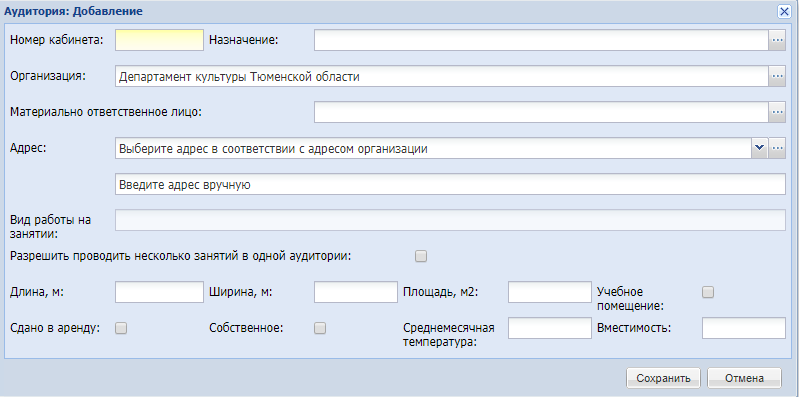 Аудитория: Добавление
Номер кабинета: Назначение: ...
Организация: Департамент культуры Тюменской области ...
Материально ответственное лицо: ...
Адрес: Выберите адрес в соответствии с адресом организации ...
Введите адрес вручную
Вид работы на
занятии:
Разрешить проводить несколько занятий в одной аудитории:
Длина, м: Ширина, м: Площадь, м2: Учебное
помещение:
Сдано в аренду: Собственное: Среднемесячная Вместимость:
температура:
Сохранить Отмена